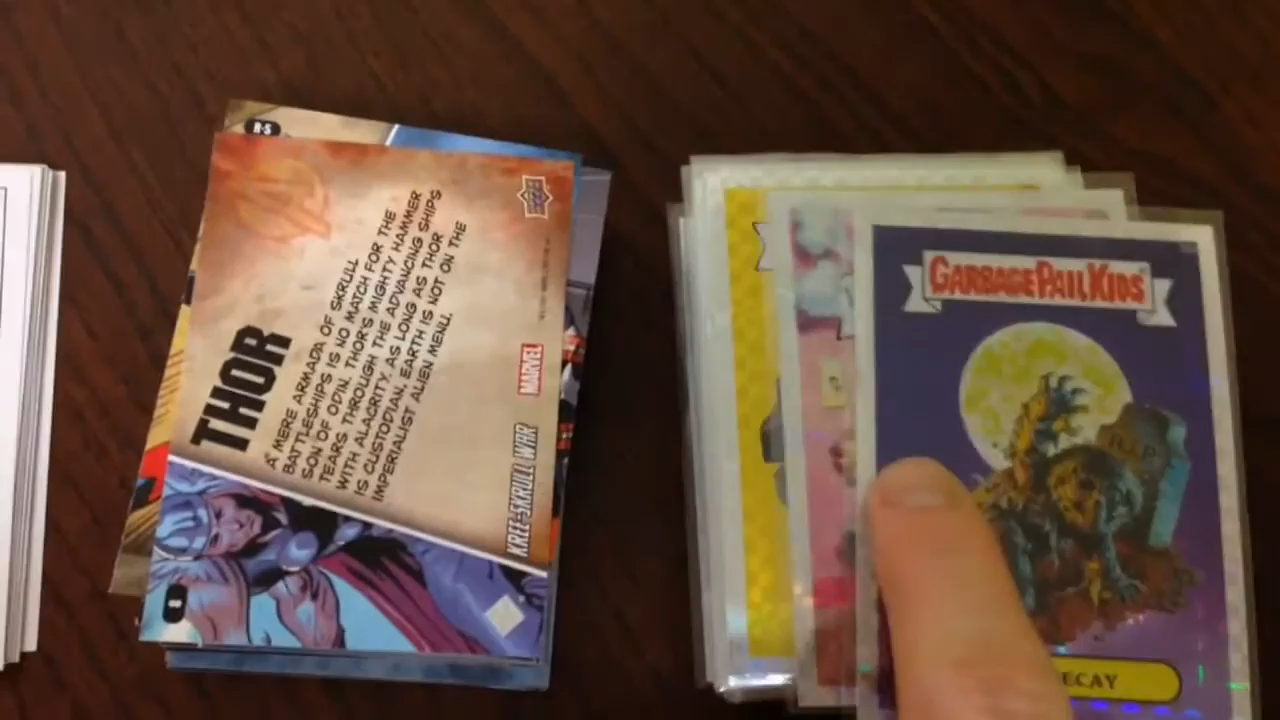 R-5
THOR
A MERE ARMADA OF SKRULL
BATTLESHIPS IS NO MATCH FOR THE
SON OF ODIN. THOR'S MIGHTY HAMMER
TEARS THROUGH THE ADVANCING SHIPS
WITH ALACRITY. AS LONG AS THOR
IS CUSTODIAN, EARTH IS NOT ON THE
IMPERIALIST ALIEN MENU.
KREE-SKRULL WAR
MARVEL
8
GARBAGE PAIL KIDS
R.I.P.
ECAY